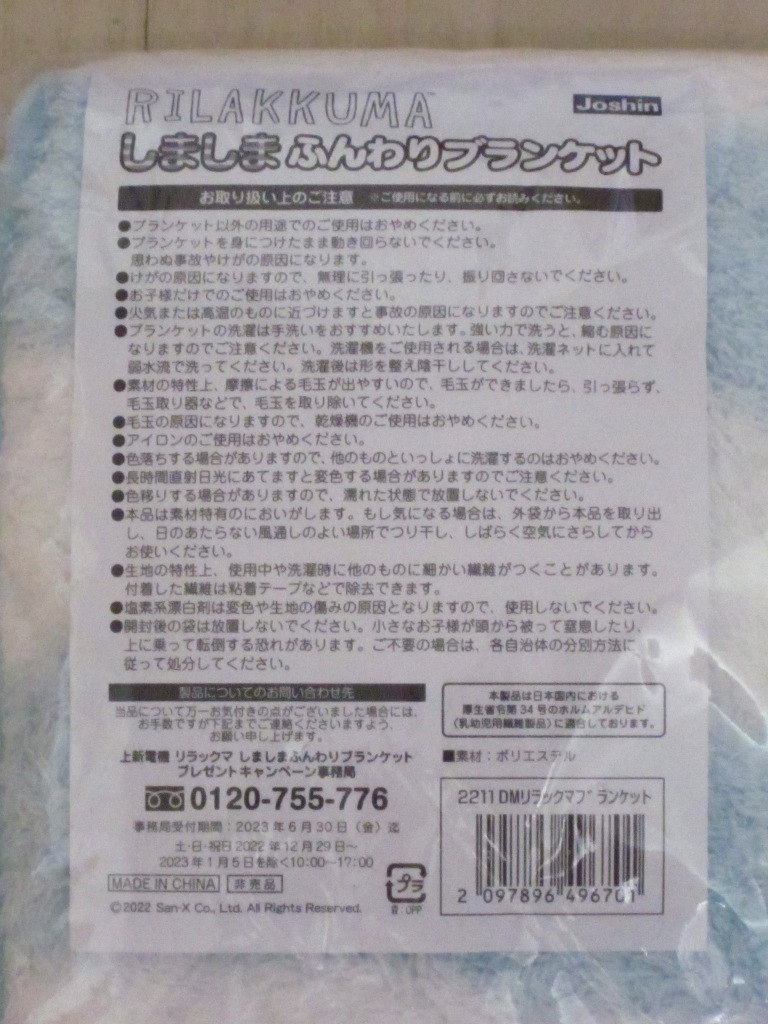 RILAKKUMA™
Joshin
しましまふんわりブランケット
お取り扱い上のご注意 ※ご使用になる前に必ずお読みください。
●ブランケット以外の用途でのご使用はおやめください。
●ブランケットを身につけたまま動き回らないでください。
思わぬ事故やけがの原因になります。
●けがの原因になりますので、無理に引っ張ったり、振り回さないでください。
●お子様だけでのご使用はおやめください。
●火気または高温のものに近づけますと事故の原因になりますのでご注意ください。
●ブランケットの洗濯は手洗いをおすすめいたします。強い力で洗うと、縮む原因に
なりますのでご注意ください。洗濯機をご使用される場合は、洗濯ネットに入れて
弱水流で洗ってください。洗濯後は形を整え陰干ししてください。
●素材の特性上、摩擦による毛玉が出やすいので、毛玉ができましたら、引っ張らず、
毛玉取り器などで、毛玉を取り除いてください。
●毛玉の原因になりますので、乾燥機のご使用はおやめください。
●アイロンのご使用はおやめください。
●色落ちする場合がありますので、他のものといっしょに洗濯するのはおやめください。
●長時間直射日光にあてますと変色する場合がありますのでご注意ください。
●色移りする場合がありますので、濡れた状態で放置しないでください。
●本品は素材特有のにおいがします。もし気になる場合は、外袋から本品を取り出
し、日のあたらない風通しのよい場所でつり干し、しばらく空気にさらしてから
お使いください。
●生地の特性上、使用中や洗濯時に他のものに細かい繊維がつくことがあります。
付着した繊維は粘着テープなどで除去できます。
●塩素系漂白剤は変色や生地の傷みの原因となりますので、使用しないでください。
●開封後の袋は放置しないでください。小さなお子様が頭から被って窒息したり、
上に乗って転倒する恐れがあります。ご不要の場合は、各自治体の分別方法に
従って処分してください。
製品についてのお問い合わせ先
当品について万一お気付きの点がございました場合には、
お手数ですが下記までご連絡くださいますよう、
お願い申し上げます。
上新電機 リラックマ しましまふんわりブランケット
プレゼントキャンペーン事務局
0120-755-776
事務局受付期間：2023年6月30日（金）迄
土・日・祝日 2022年12月29日～
2023年1月5日を除く10:00～17:00
MADE IN CHINA 非売品
©2022 San-X Co., Ltd. All Rights Reserved.
プラ
袋：OPP
本製品は日本国内における
厚生省令第34号のホルムアルデヒド
（乳幼児用繊維製品）に適合しております。
■素材：ポリエステル
2211DMリラックマブランケット
2 097896 496701